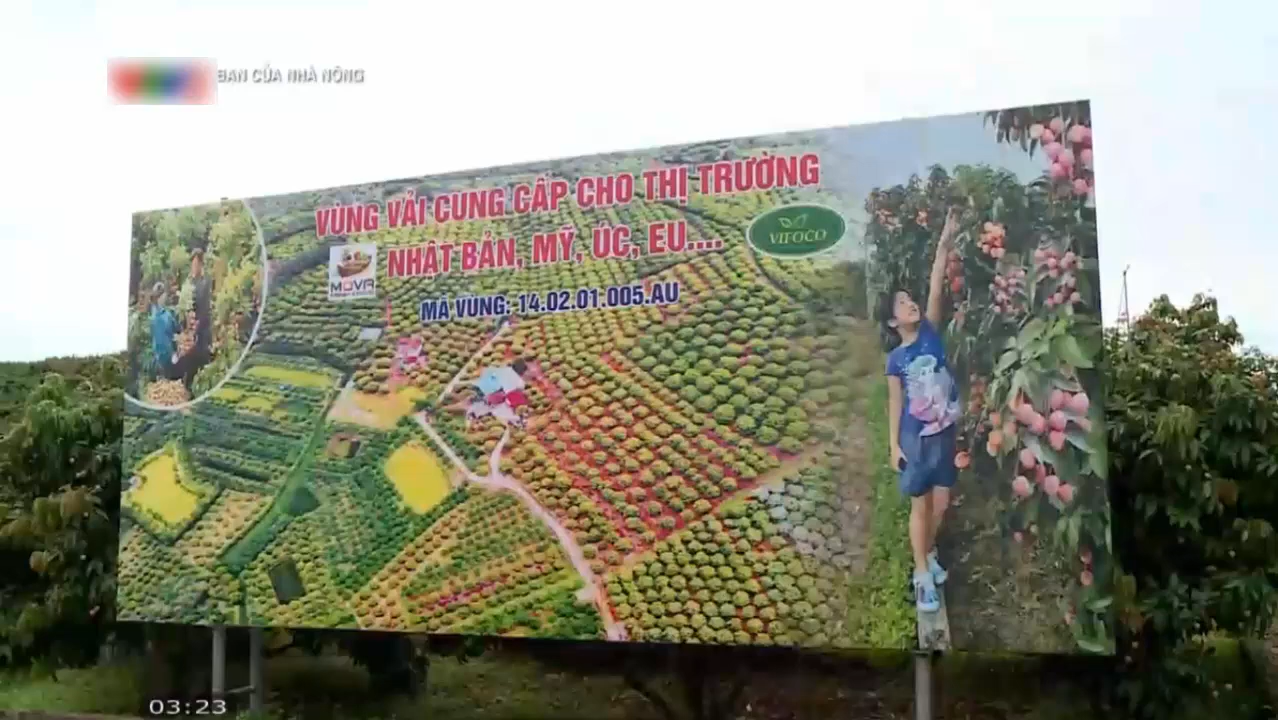 BẠN CỦA NHÀ NÔNG
VÙNG VẢI CUNG CẤP CHO THỊ TRƯỜNG
NHẬT BẢN, MỸ, ÚC, EU....
VIFOCO
MÃ VÙNG: 14.02.01.005.AU
03:23